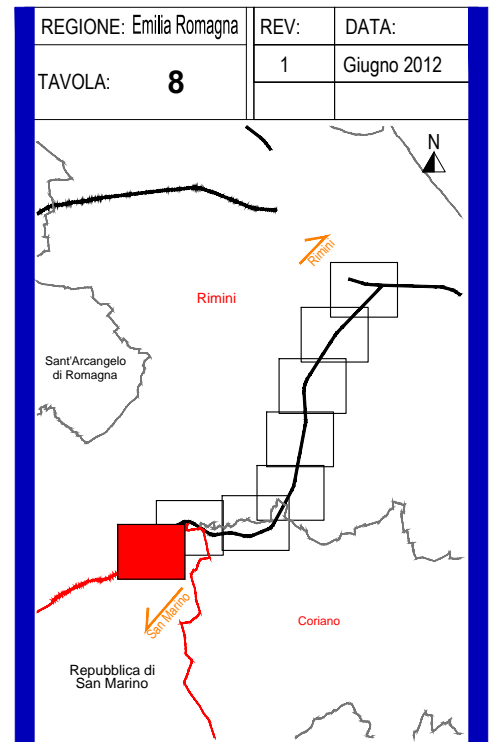 REGIONE: Emilia Romagna REV: DATA:
TAVOLA: 8 1 Giugno 2012
N
Rimini
Rimini
Sant'Arcangelo
di Romagna
San Marino
Coriano
Repubblica di
San Marino